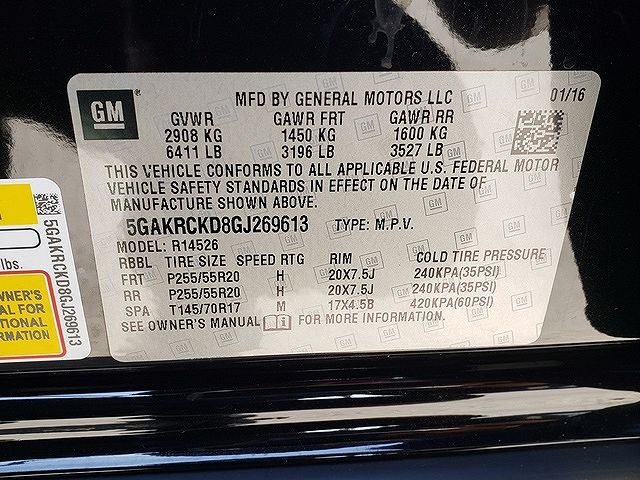 GM
MFD BY GENERAL MOTORS LLC 01/16
GVWR GAWR FRT GAWR RR
2908 KG 1450 KG 1600 KG
6411 LB 3196 LB 3527 LB
THIS VEHICLE CONFORMS TO ALL APPLICABLE U.S. FEDERAL MOTOR
VEHICLE SAFETY STANDARDS IN EFFECT ON THE DATE OF
MANUFACTURE SHOWN ABOVE.
5GAKRCKD8GJ269613 TYPE: M.P.V.
MODEL: R14526
RBBL TIRE SIZE SPEED RTG RIM COLD TIRE PRESSURE
FRT P255/55R20 H 20X7.5J 240KPA(35PSI)
RR P255/55R20 H 20X7.5J 240KPA(35PSI)
SPA T145/70R17 M 17X4.5B 420KPA(60PSI)
SEE OWNER'S MANUAL FOR MORE INFORMATION.
5GAKRCKD8GJ269613
lbs.